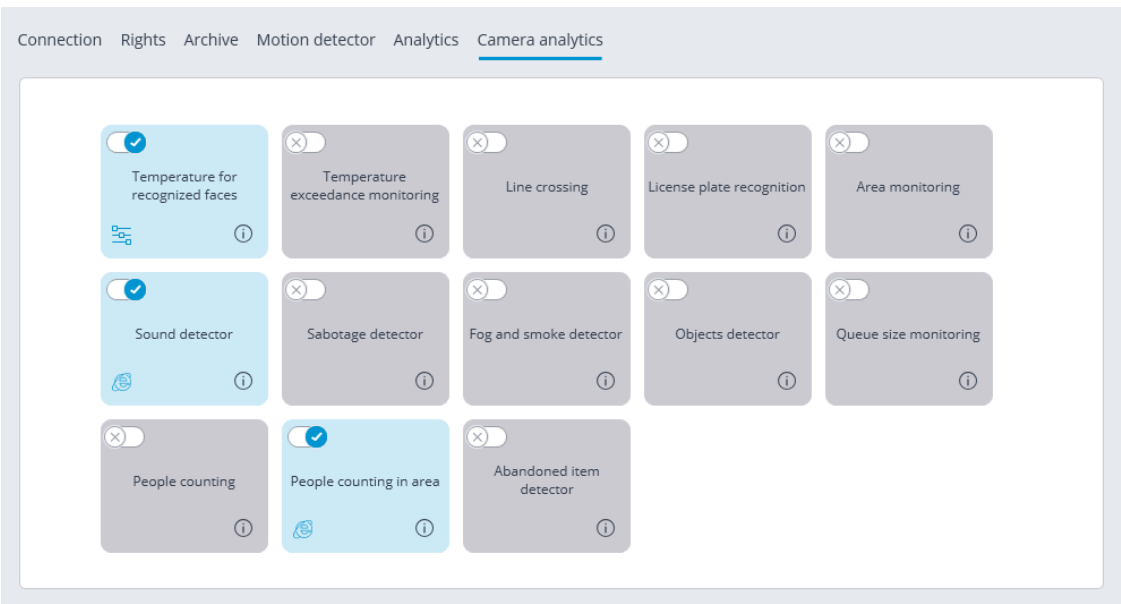 Connection Rights Archive Motion detector Analytics Camera analytics
Temperature for
recognized faces
Temperature
exceedance monitoring
Line crossing
License plate recognition
Area monitoring
Sound detector
Sabotage detector
Fog and smoke detector
Objects detector
Queue size monitoring
People counting
People counting in area
Abandoned item
detector